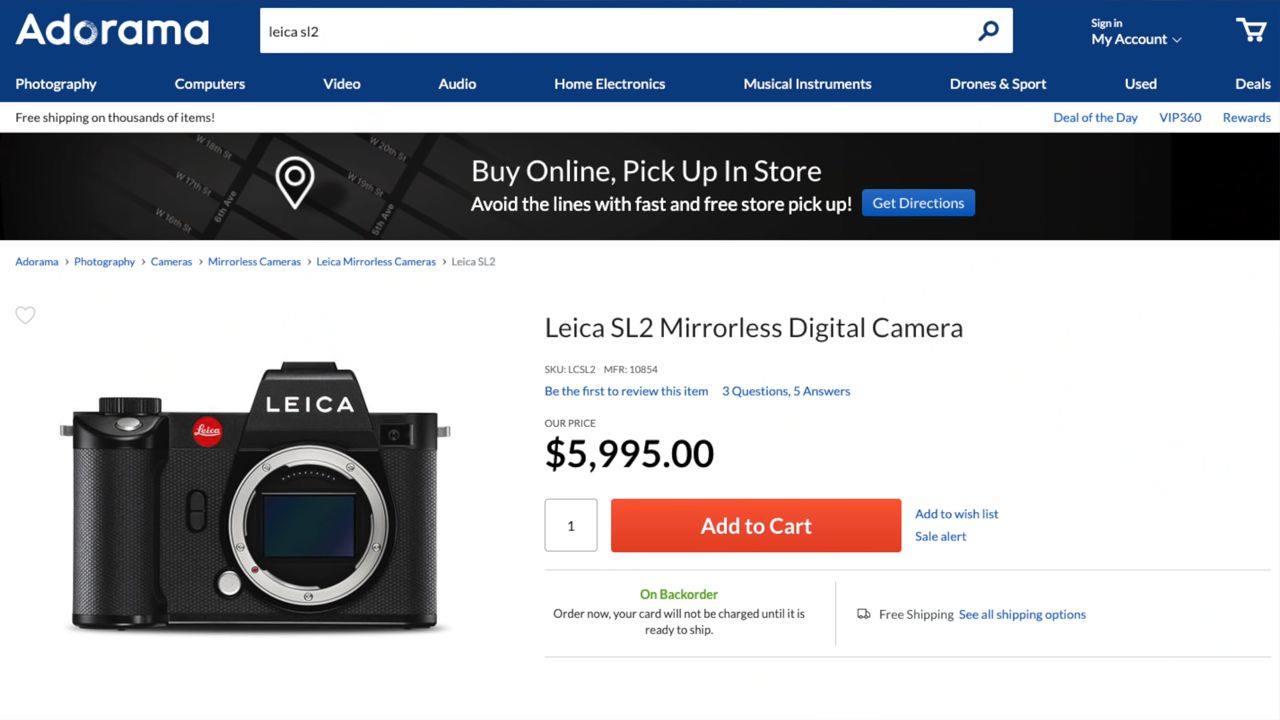 Adorama
leica sl2
Sign in
My Account
Photography Computers Video Audio Home Electronics Musical Instruments Drones & Sport Used Deals
Free shipping on thousands of items! Deal of the Day VIP360 Rewards
W 18th St
W 20th St
W 17th St
W 19th St
W 16th St
6th Ave
5th Ave
Buy Online, Pick Up In Store
Avoid the lines with fast and free store pick up! Get Directions
Adorama > Photography > Cameras > Mirrorless Cameras > Leica Mirrorless Cameras > Leica SL2
Leica SL2 Mirrorless Digital Camera
SKU: LCSL2 MFR: 10854
Be the first to review this item 3 Questions, 5 Answers
OUR PRICE
$5,995.00
LEICA
Leica
1 Add to Cart
Add to wish list
Sale alert
On Backorder
Order now, your card will not be charged until it is
ready to ship.
Free Shipping See all shipping options